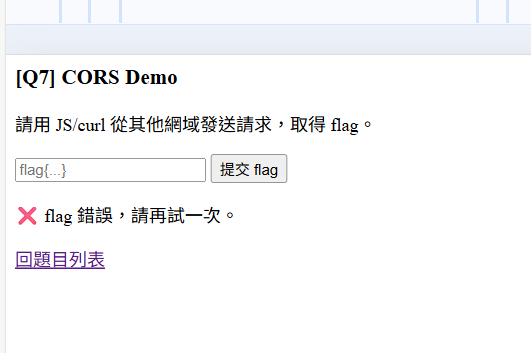 [Q7] CORS Demo
請用 JS/curl 從其他網域發送請求，取得 flag。
flag{...} 提交 flag
❌ flag 錯誤，請再試一次。
回題目列表